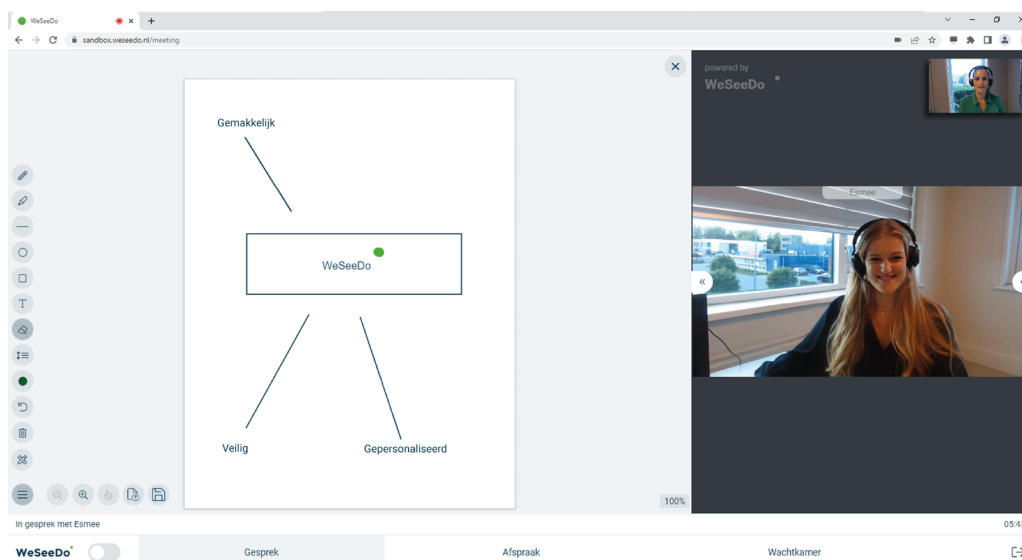 WeSeeDo
sandbox.weseedo.nl/meeting
powered by
WeSeeDo
Esmee
Gemakkelijk
WeSeeDo
Veilig
Gepersonaliseerd
T
100%
In gesprek met Esmee
WeSeeDo
Gesprek
Afspraak
Wachtkamer